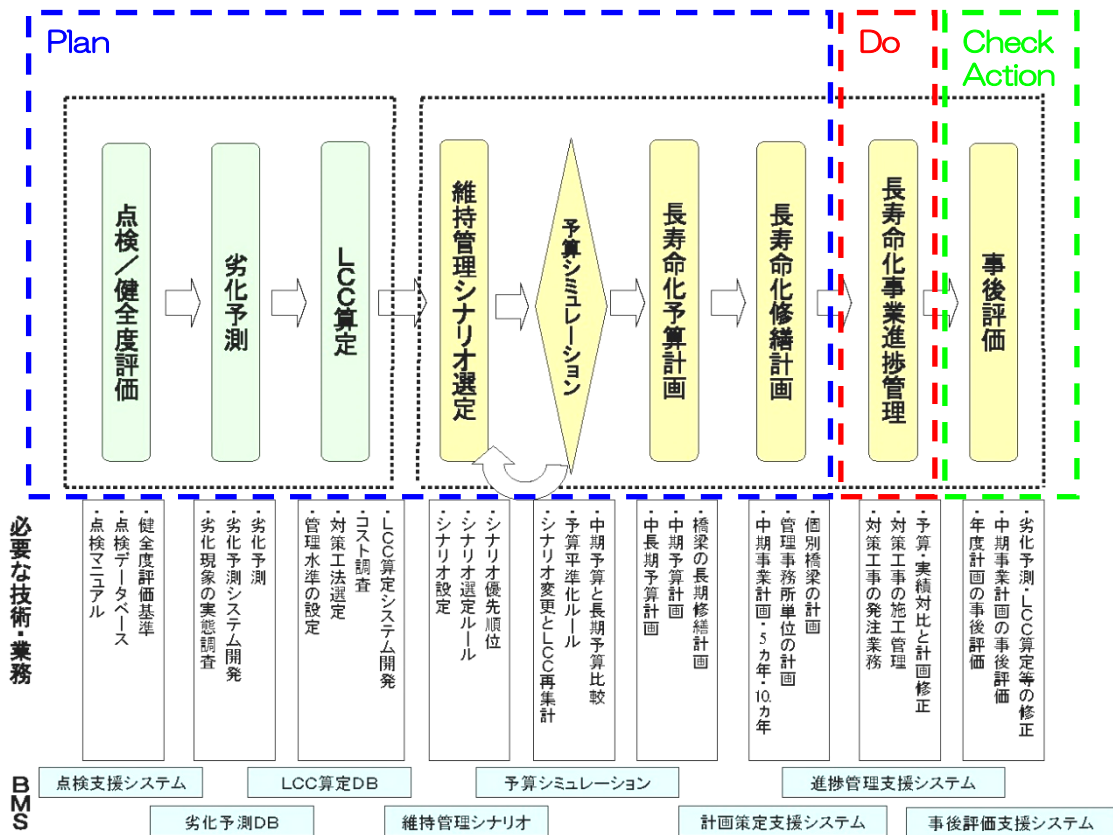 Plan
Do
Check
Action
点検／健全度評価
劣化予測
LCC算定
維持管理シナリオ選定
予算シミュレーション
長寿命化予算計画
長寿命化修繕計画
長寿命化事業進捗管理
事後評価
必要な技術・業務
・健全度評価基準
・点検データベース
・点検マニュアル
・劣化予測
・劣化予測システム開発
・劣化現象の実態調査
・LCC算定システム開発
・コスト調査
・対策工法選定
・管理水準の設定
・シナリオ優先順位
・シナリオ選定ルール
・シナリオ設定
・中期予算と長期予算比較
・予算平準化ルール
・シナリオ変更とLCC再集計
・橋梁の長期修繕計画
・中期予算計画
・中長期予算計画
・個別橋梁の計画
・管理事務所単位の計画
・中期事業計画・5ヵ年・10ヵ年
・予算・実績対比と計画修正
・対策工事の施工管理
・対策工事の発注業務
・劣化予測・LCC算定等の修正
・中期事業計画の事後評価
・年度計画の事後評価
BMS
点検支援システム
LCC算定DB
予算シミュレーション
進捗管理支援システム
劣化予測DB
維持管理シナリオ
計画策定支援システム
事後評価支援システム